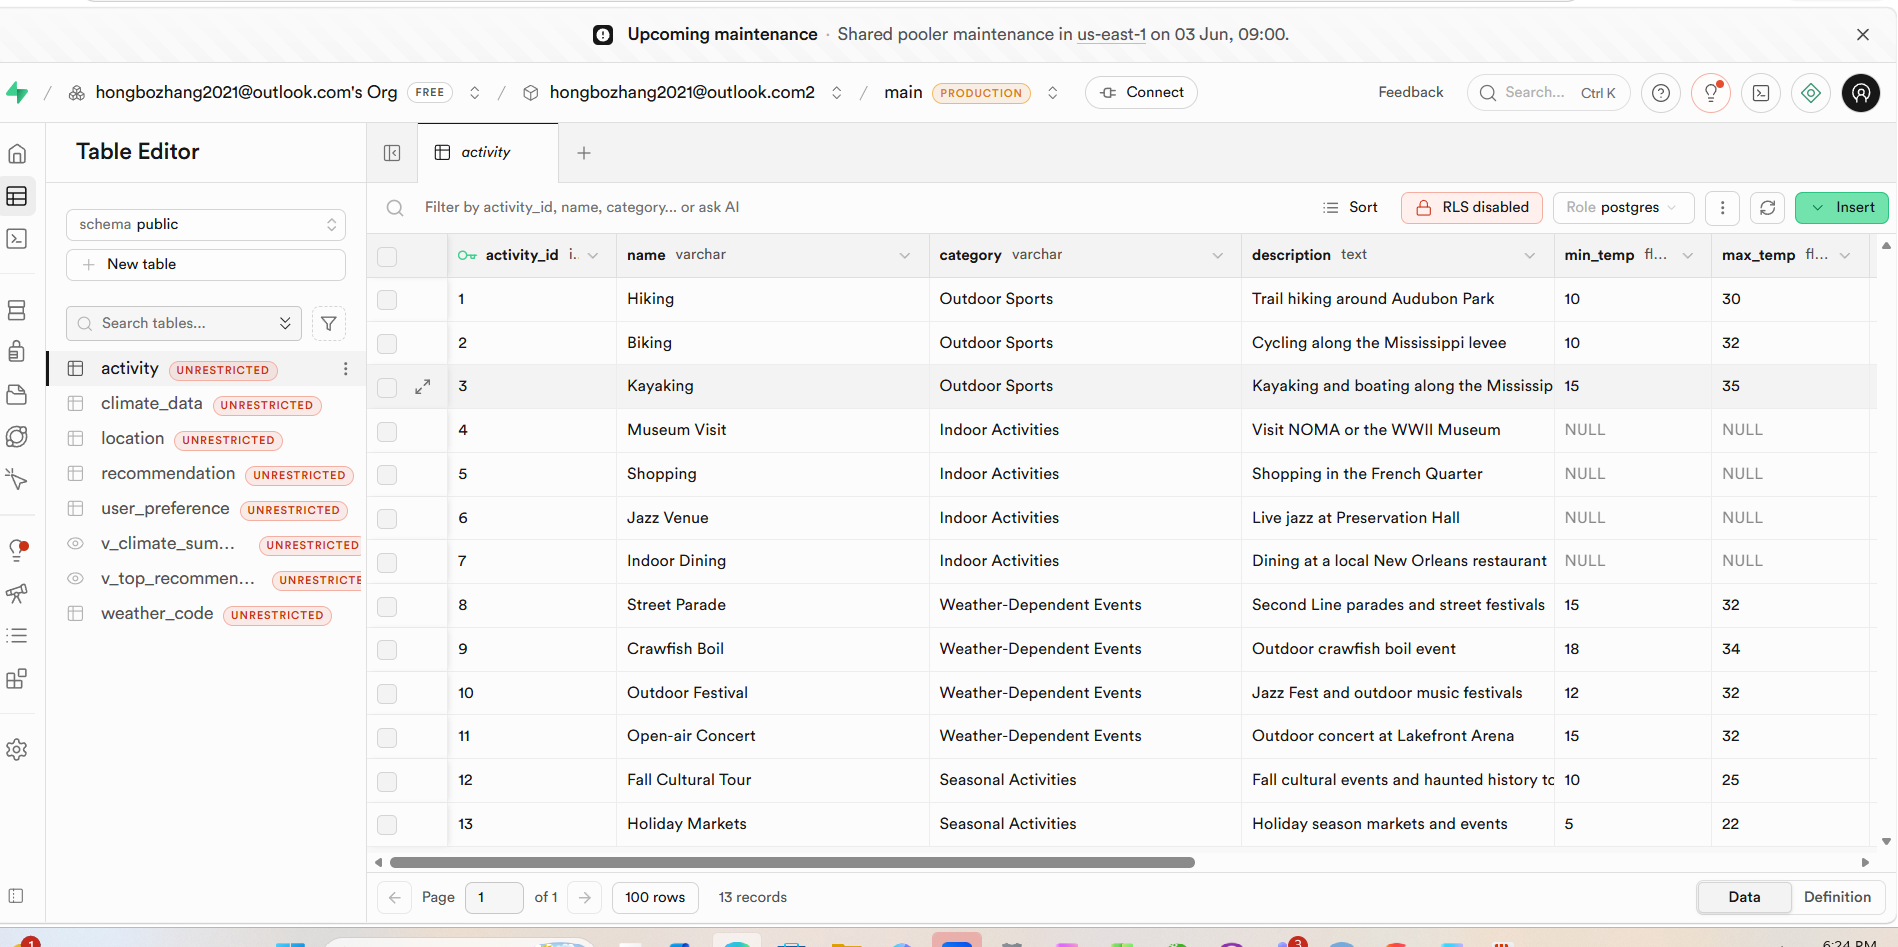 Upcoming maintenance · Shared pooler maintenance in us-east-1 on 03 Jun, 09:00.
/ hongbozhang2021@outlook.com's Org FREE / hongbozhang2021@outlook.com2 / main PRODUCTION Connect Feedback Search... Ctrl K
Table Editor
activity
schema public
Filter by activity_id, name, category... or ask AI Sort RLS disabled Role postgres Insert
New table
Search tables...
activity UNRESTRICTED
climate_data UNRESTRICTED
location UNRESTRICTED
recommendation UNRESTRICTED
user_preference UNRESTRICTED
v_climate_sum... UNRESTRICTED
v_top_recommen... UNRESTRICTE
weather_code UNRESTRICTED
activity_id i.. name varchar category varchar description text min_temp fl... max_temp fl...
1 Hiking Outdoor Sports Trail hiking around Audubon Park 10 30
2 Biking Outdoor Sports Cycling along the Mississippi levee 10 32
3 Kayaking Outdoor Sports Kayaking and boating along the Mississip 15 35
4 Museum Visit Indoor Activities Visit NOMA or the WWII Museum NULL NULL
5 Shopping Indoor Activities Shopping in the French Quarter NULL NULL
6 Jazz Venue Indoor Activities Live jazz at Preservation Hall NULL NULL
7 Indoor Dining Indoor Activities Dining at a local New Orleans restaurant NULL NULL
8 Street Parade Weather-Dependent Events Second Line parades and street festivals 15 32
9 Crawfish Boil Weather-Dependent Events Outdoor crawfish boil event 18 34
10 Outdoor Festival Weather-Dependent Events Jazz Fest and outdoor music festivals 12 32
11 Open-air Concert Weather-Dependent Events Outdoor concert at Lakefront Arena 15 32
12 Fall Cultural Tour Seasonal Activities Fall cultural events and haunted history to 10 25
13 Holiday Markets Seasonal Activities Holiday season markets and events 5 22
Page 1 of 1 100 rows 13 records Data Definition
1 3 6:24 PM